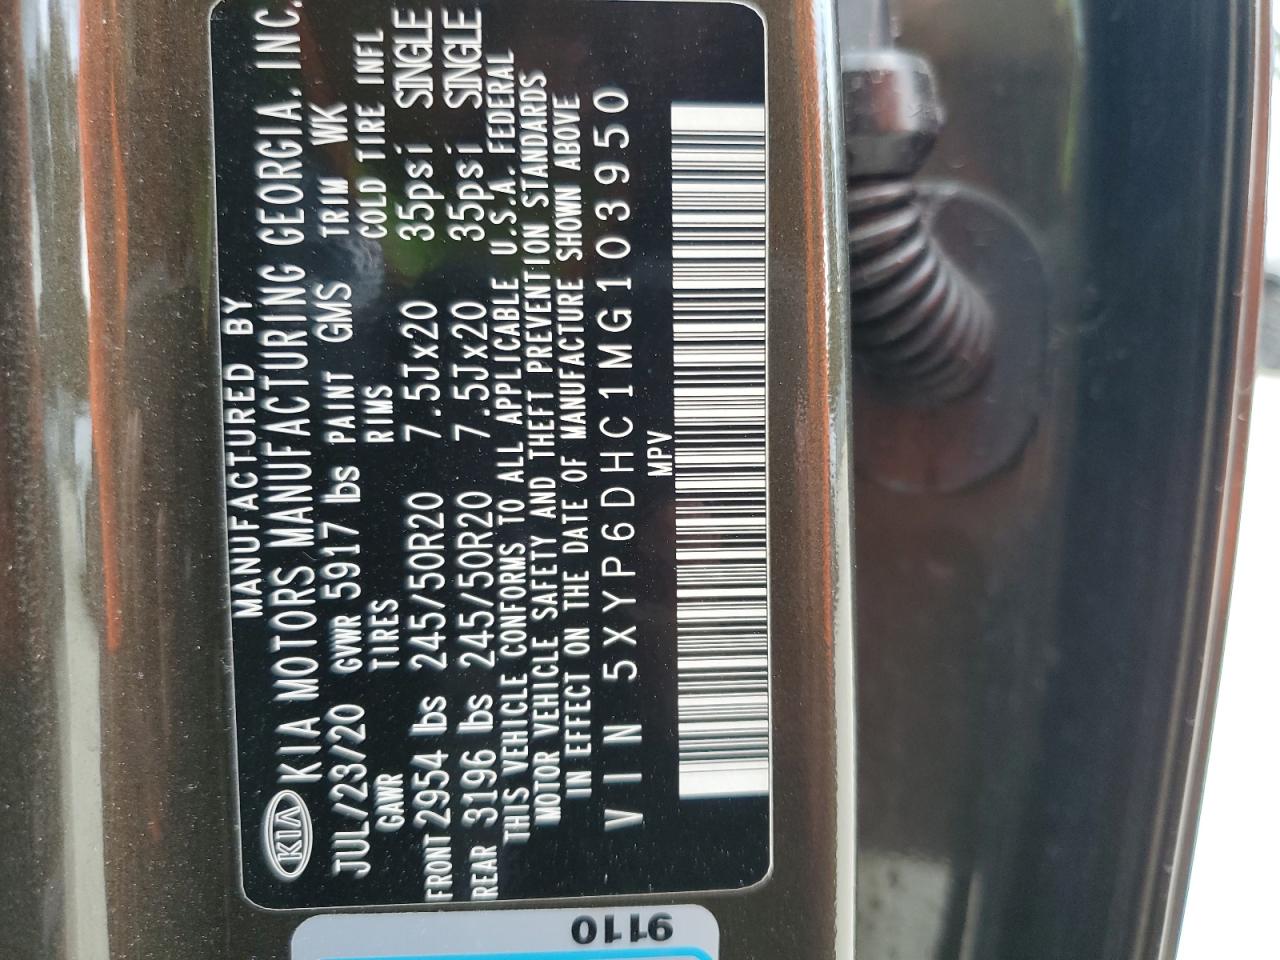 MANUFACTURED BY
KIA KIA MOTORS MANUFACTURING GEORGIA, INC.
JUL/23/20 GVWR 5917 lbs PAINT GMS TRIM WK
GAWR TIRES RIMS COLD TIRE INFL
FRONT 2954 lbs 245/50R20 7.5Jx20 35psi SINGLE
REAR 3196 lbs 245/50R20 7.5Jx20 35psi SINGLE
THIS VEHICLE CONFORMS TO ALL APPLICABLE U.S.A. FEDERAL
MOTOR VEHICLE SAFETY AND THEFT PREVENTION STANDARDS
IN EFFECT ON THE DATE OF MANUFACTURE SHOWN ABOVE
VIN 5XYP6DHC1MG103950
MPV
9110